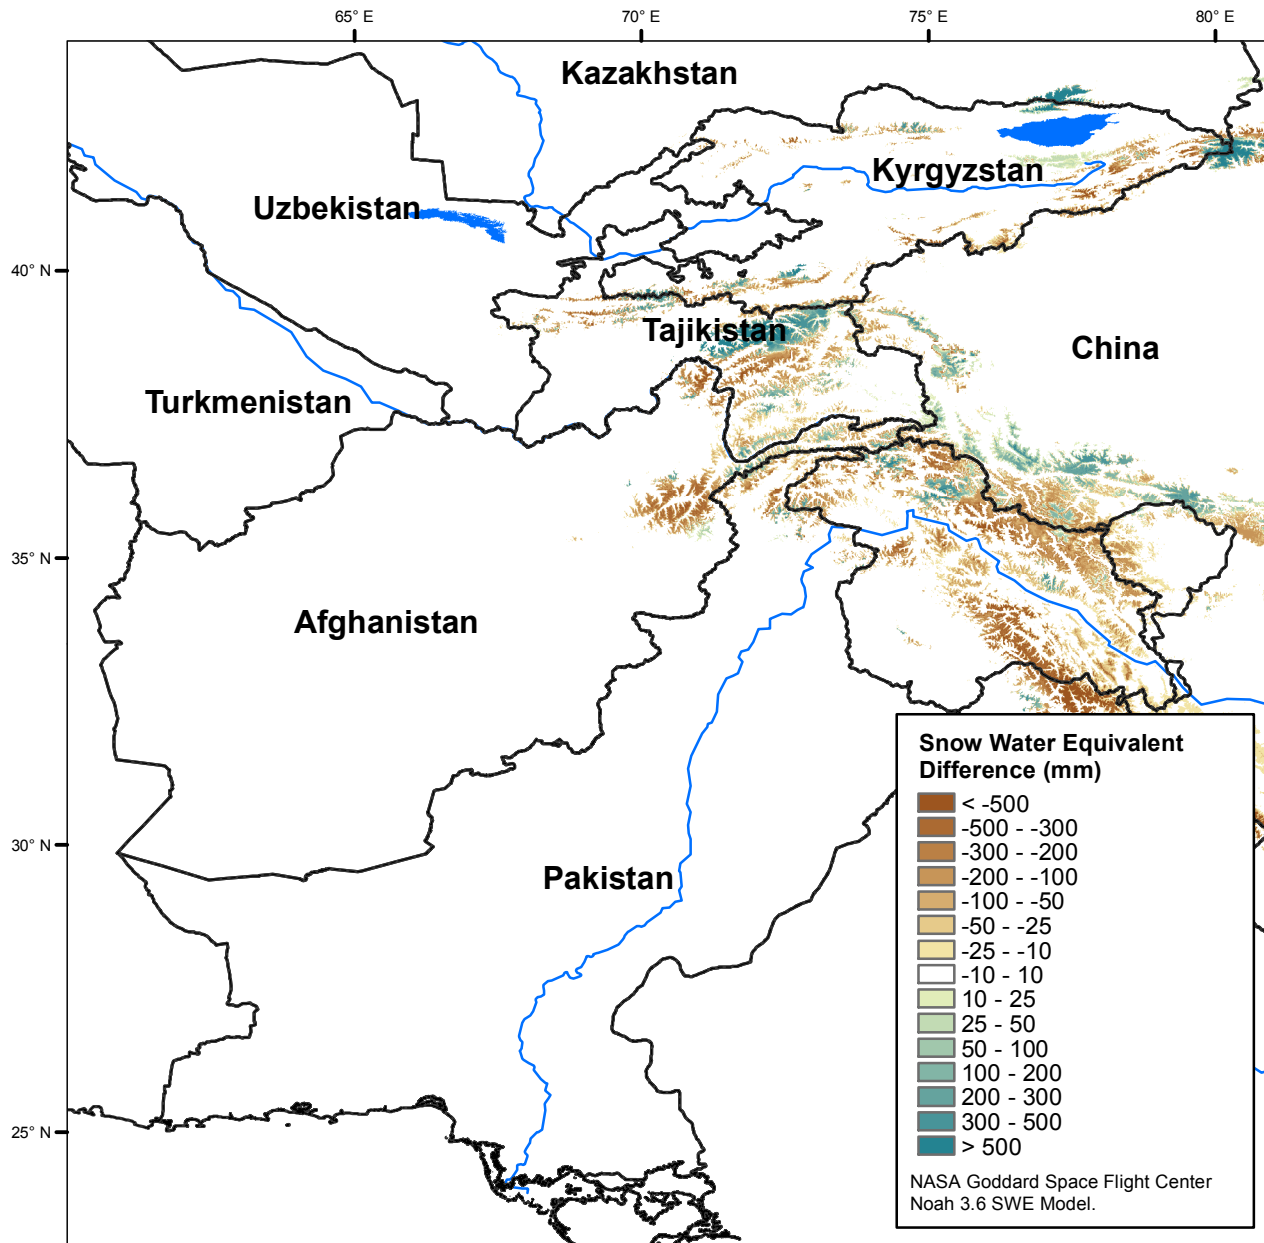 65° E
70° E
75° E
80° E
Kazakhstan
Kyrgyzstan
Uzbekistan
40° N
Tajikistan
China
Turkmenistan
35° N
Afghanistan
30° N
Pakistan
25° N
Snow Water Equivalent
Difference (mm)
< -500
-500 - -300
-300 - -200
-200 - -100
-100 - -50
-50 - -25
-25 - -10
-10 - 10
10 - 25
25 - 50
50 - 100
100 - 200
200 - 300
300 - 500
> 500
NASA Goddard Space Flight Center
Noah 3.6 SWE Model.